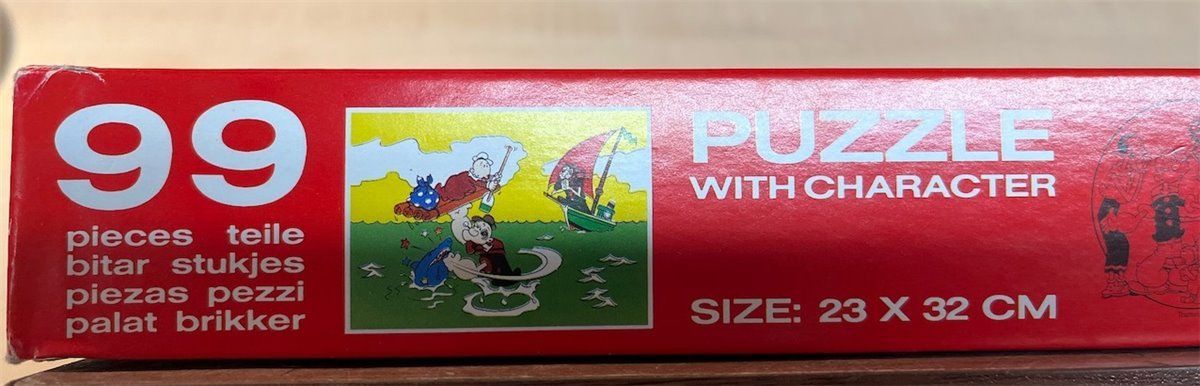 99
pieces teile
bitar stukjes
piezas pezzi
palat brikker
PUZZLE
WITH CHARACTER
SIZE: 23 X 32 CM